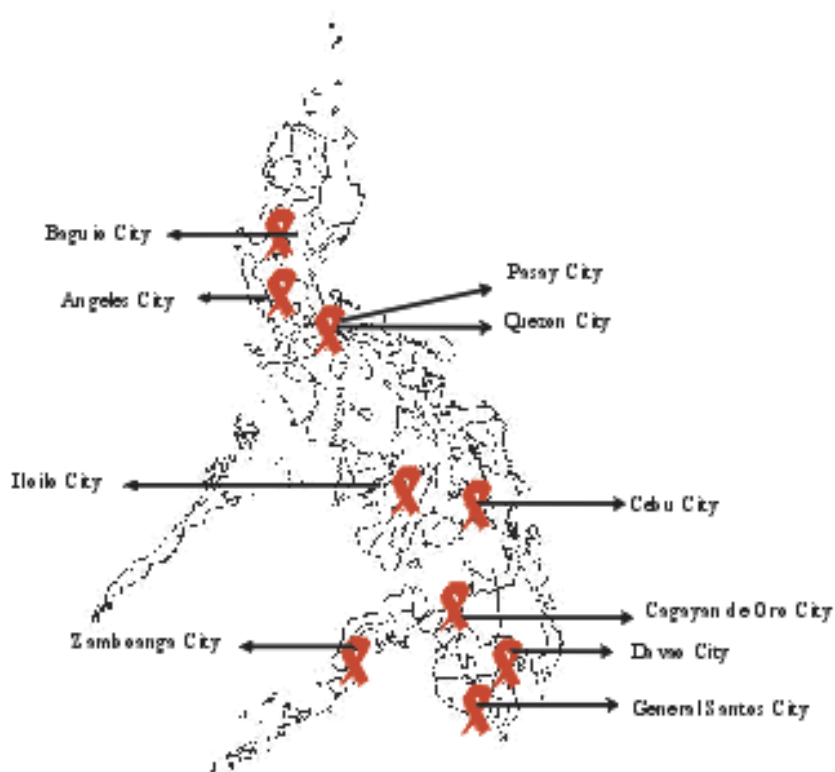 Baguio City
Pasay City
Angeles City
Quezon City
Iloilo City
Cebu City
Cagayan de Oro City
Zamboanga City
Davao City
General Santos City